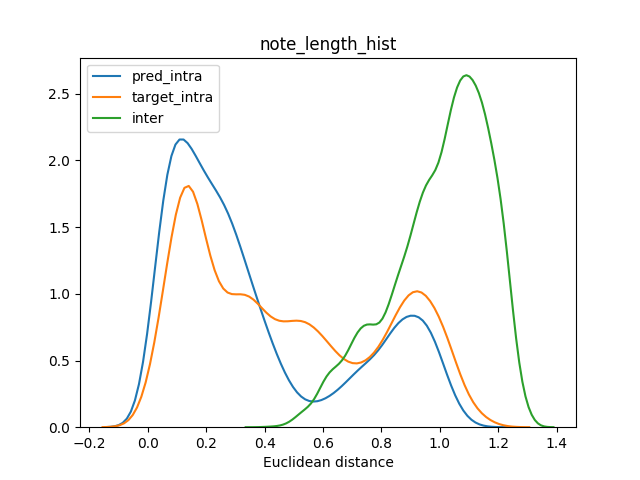 note_length_hist
pred_intra
target_intra
inter
2.5
2.0
1.5
1.0
0.5
0.0
−0.2 0.0 0.2 0.4 0.6 0.8 1.0 1.2 1.4
Euclidean distance